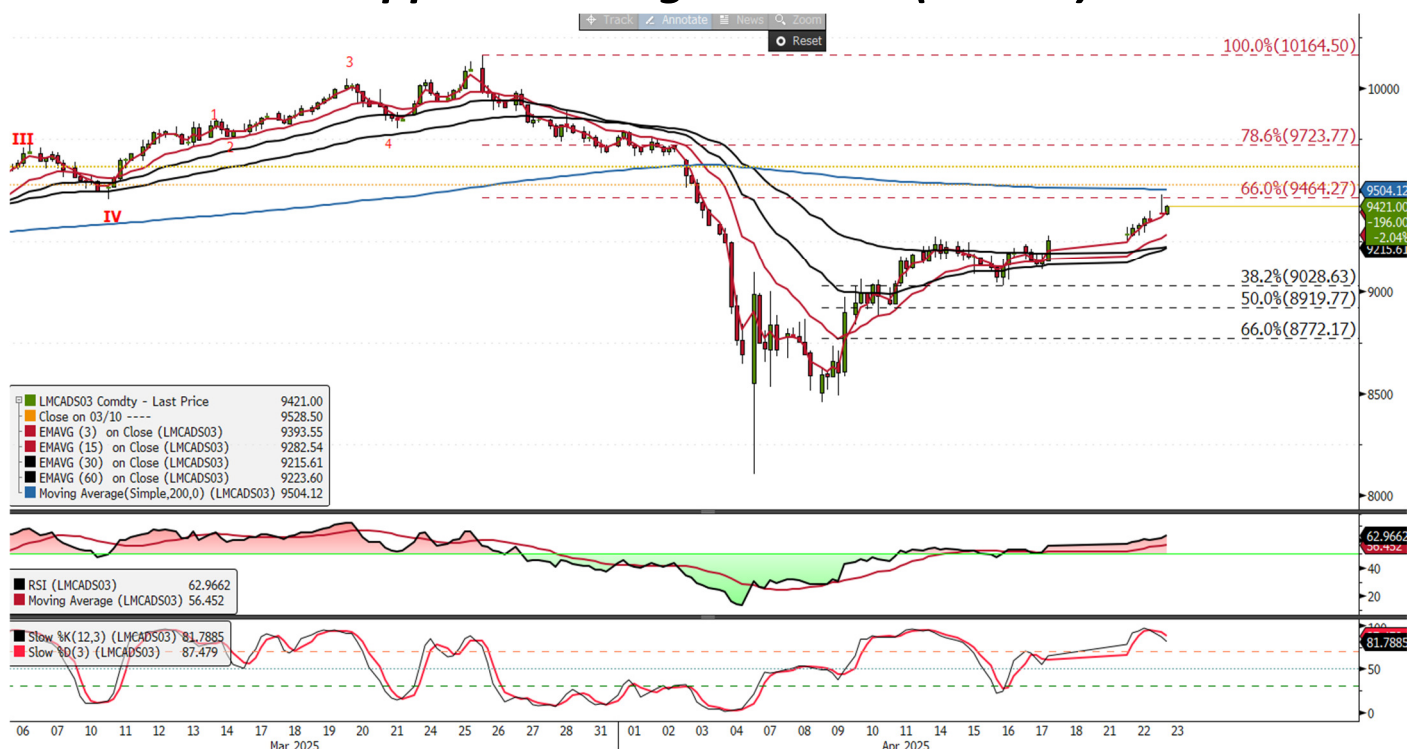 Track Annotate News Zoom
Reset
100.0%(10164.50)
3
10000
1
III
78.6%(9723.77)
2
4
9504.12
66.0%(9464.27)
9421.00
IV
-196.00
-2.04%
9215.61
38.2%(9028.63)
9000
50.0%(8919.77)
66.0%(8772.17)
8500
LMCADS03 Comdty - Last Price 9421.00
Close on 03/10 ---- 9528.50
EMAVG (3) on Close (LMCADS03) 9393.55
EMAVG (15) on Close (LMCADS03) 9282.54
EMAVG (30) on Close (LMCADS03) 9215.61
EMAVG (60) on Close (LMCADS03) 9223.60
Moving Average(Simple,200,0) (LMCADS03) 9504.12
8000
62.9662
56.452
40
RSI (LMCADS03) 62.9662
Moving Average (LMCADS03) 56.452
20
100
Slow %K(12,3) (LMCADS03) 81.7885
81.7885
Slow %D(3) (LMCADS03) 87.479
50
0
06 07 10 11 12 13 14 17 18 19 20 21 24 25 26 27 28 31 01 02 03 04 07 08 09 10 11 14 15 16 17 18 21 22 23
Mar 2025 Apr 2025